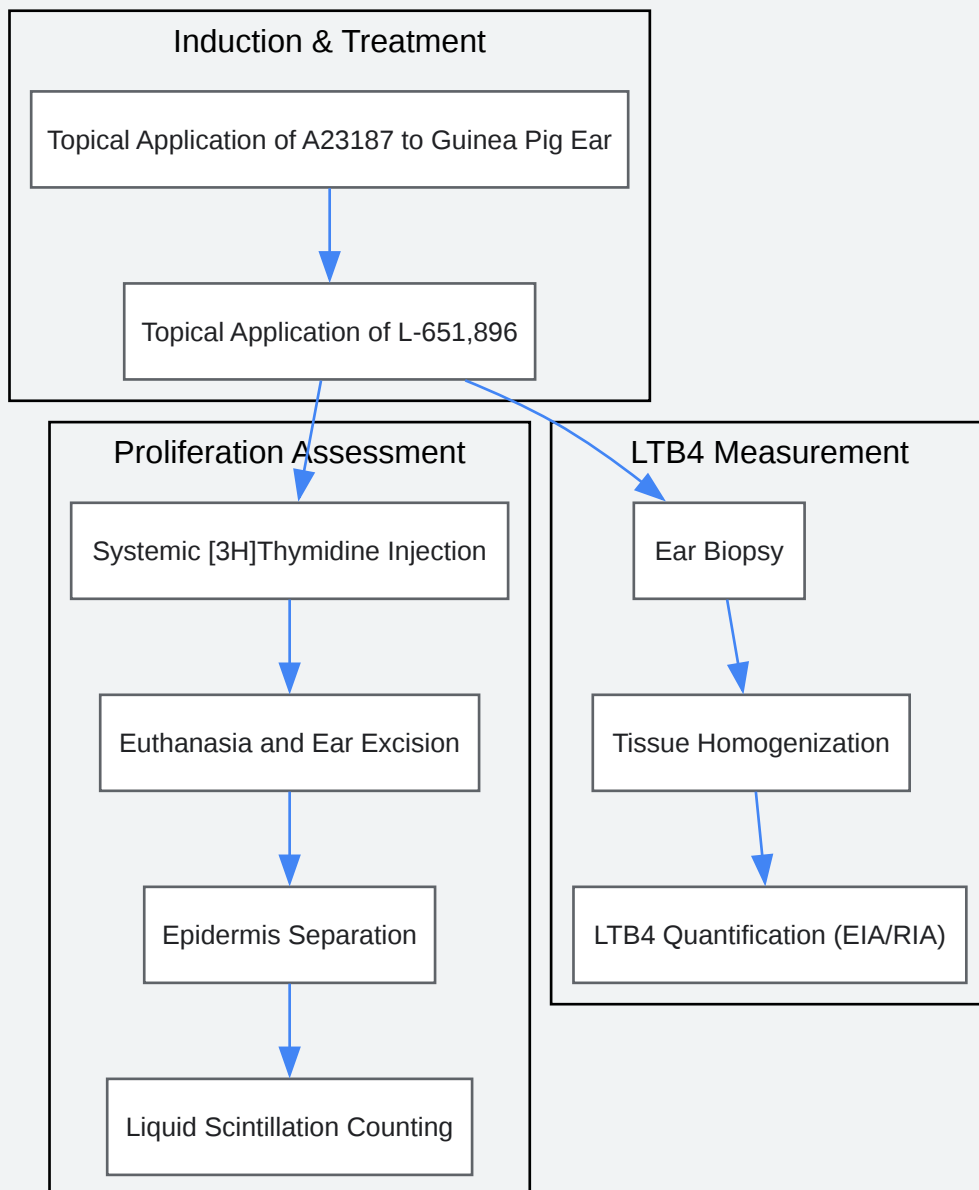 Induction & Treatment
Topical Application of A23187 to Guinea Pig Ear
Topical Application of L-651,896
Proliferation Assessment
Systemic [3H]Thymidine Injection
Euthanasia and Ear Excision
Epidermis Separation
Liquid Scintillation Counting
LTB4 Measurement
Ear Biopsy
Tissue Homogenization
LTB4 Quantification (EIA/RIA)